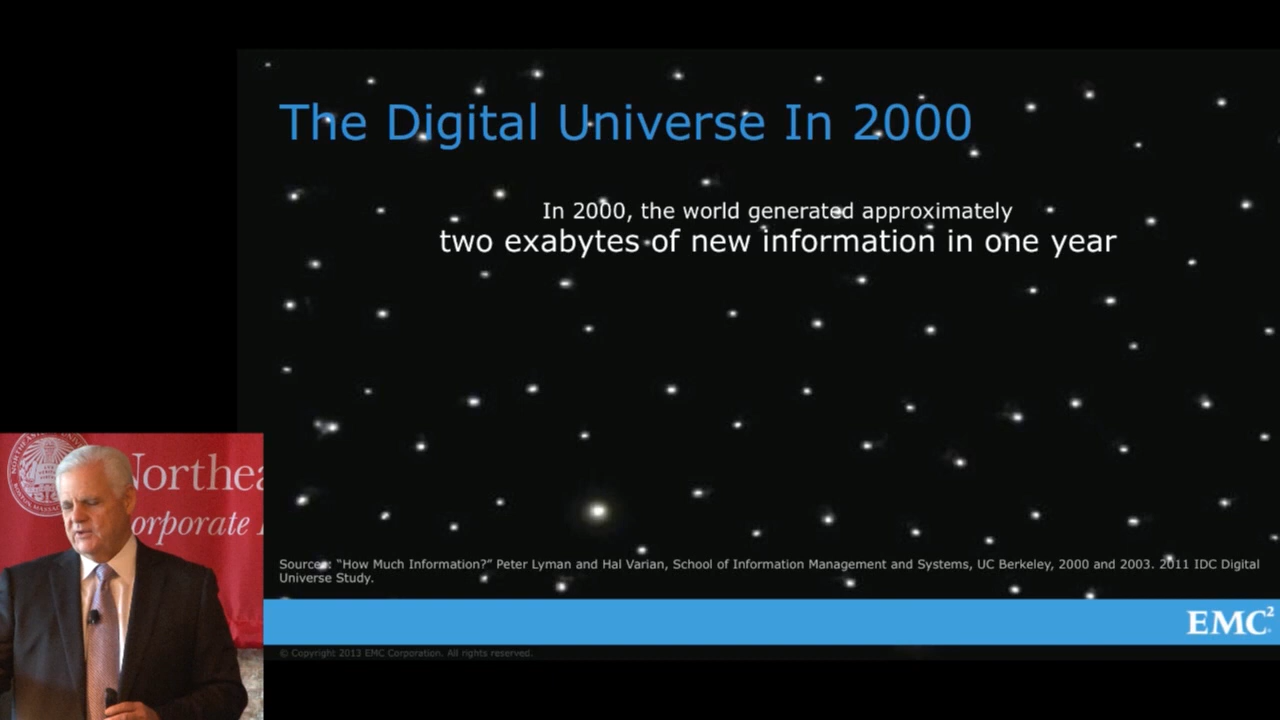 The Digital Universe In 2000
In 2000, the world generated approximately
two exabytes of new information in one year
Sources: “How Much Information?” Peter Lyman and Hal Varian, School of Information Management and Systems, UC Berkeley, 2000 and 2003. 2011 IDC Digital
Universe Study.
EMC²
© Copyright 2013 EMC Corporation. All rights reserved.
Northea
orporate